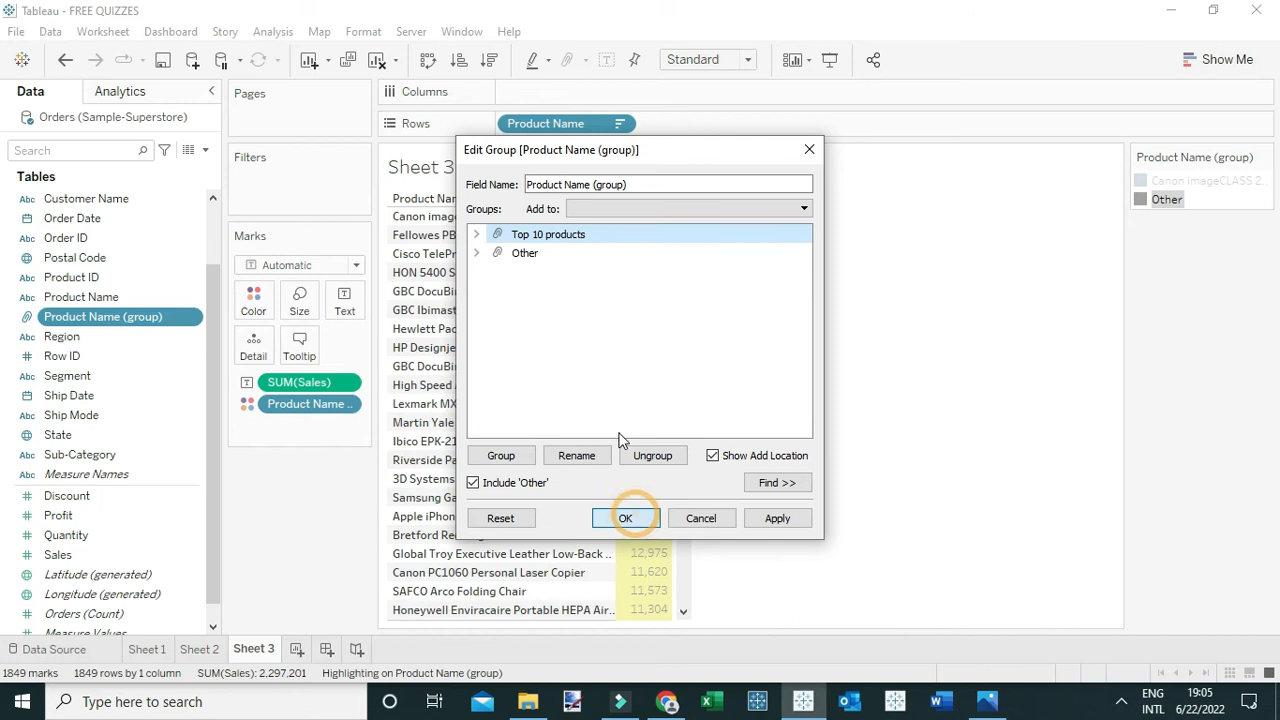 Tableau - FREE QUIZZES
File Data Worksheet Dashboard Story Analysis Map Format Server Window Help
Standard
Show Me
Data
Analytics
Orders (Sample-Superstore)
Search
Tables
Customer Name
Order Date
Order ID
Postal Code
Product ID
Product Name
Product Name (group)
Region
Row ID
Segment
Ship Date
Ship Mode
State
Sub-Category
Measure Names
Discount
Profit
Quantity
Sales
Latitude (generated)
Longitude (generated)
Orders (Count)
Measure Values
Pages
Filters
Marks
Automatic
Color
Size
Text
Detail
Tooltip
SUM(Sales)
Product Name ..
Columns
Rows
Product Name
Sheet 3
Product Nam
Canon imag
Fellowes PB
Cisco TelePr
HON 5400 S
GBC DocuBin
GBC Ibimast
Hewlett Pac
HP Designje
GBC DocuBi
High Speed
Lexmark MX
Martin Yale
Ibico EPK-21
Riverside Pa
3D Systems
Samsung Ga
Apple iPhon
Bretford Re
Global Troy Executive Leather Low-Back .. 12,975
Canon PC1060 Personal Laser Copier 11,620
SAFCO Arco Folding Chair 11,573
Honeywell Enviracaire Portable HEPA Air.. 11,304
Edit Group [Product Name (group)]
Field Name: Product Name (group)
Groups: Add to:
Top 10 products
Other
Group Rename Ungroup Show Add Location
Include 'Other' Find >>
Reset OK Cancel Apply
Product Name (group)
Canon imageCLASS 2..
Other
Data Source Sheet 1 Sheet 2 Sheet 3
1849 marks 1849 rows by 1 column SUM(Sales): 2,297,201 Highlighting on Product Name (group)
Type here to search
ENG
INTL
19:05
6/22/2022